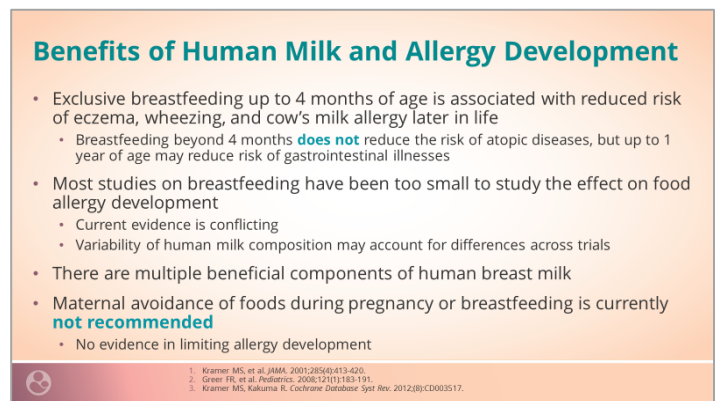 Benefits of Human Milk and Allergy Development
• Exclusive breastfeeding up to 4 months of age is associated with reduced risk
of eczema, wheezing, and cow's milk allergy later in life
• Breastfeeding beyond 4 months does not reduce the risk of atopic diseases, but up to 1
year of age may reduce risk of gastrointestinal illnesses
• Most studies on breastfeeding have been too small to study the effect on food
allergy development
• Current evidence is conflicting
• Variability of human milk composition may account for differences across trials
• There are multiple beneficial components of human breast milk
• Maternal avoidance of foods during pregnancy or breastfeeding is currently
not recommended
• No evidence in limiting allergy development
1. Kramer MS, et al. JAMA. 2001;285(4):413-420.
2. Greer FR, et al. Pediatrics. 2008;121(1):183-191.
3. Kramer MS, Kakuma R. Cochrane Database Syst Rev. 2012;(8):CD003517.